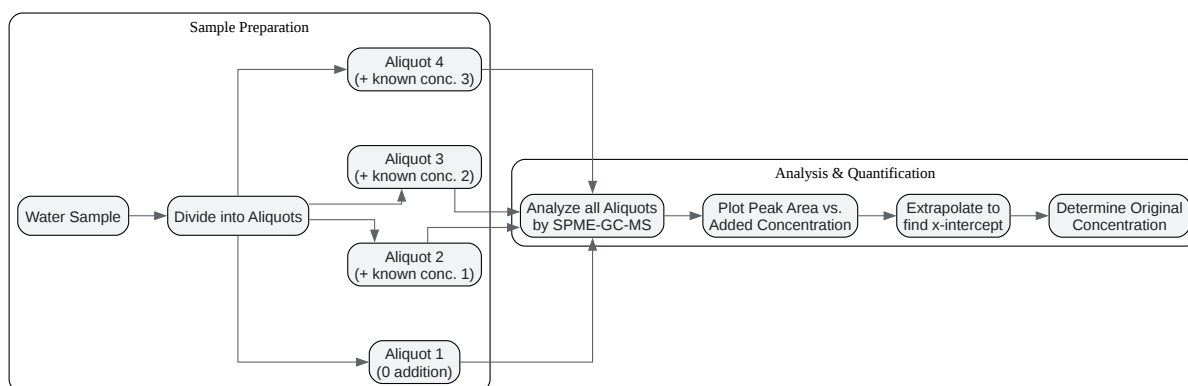 Sample Preparation
Aliquot 4
(+ known conc. 3)
Aliquot 3
(+ known conc. 2)
Water Sample
Divide into Aliquots
Aliquot 2
(+ known conc. 1)
Aliquot 1
(0 addition)
Analysis & Quantification
Analyze all Aliquots
by SPME-GC-MS
Plot Peak Area vs.
Added Concentration
Extrapolate to
find x-intercept
Determine Original
Concentration